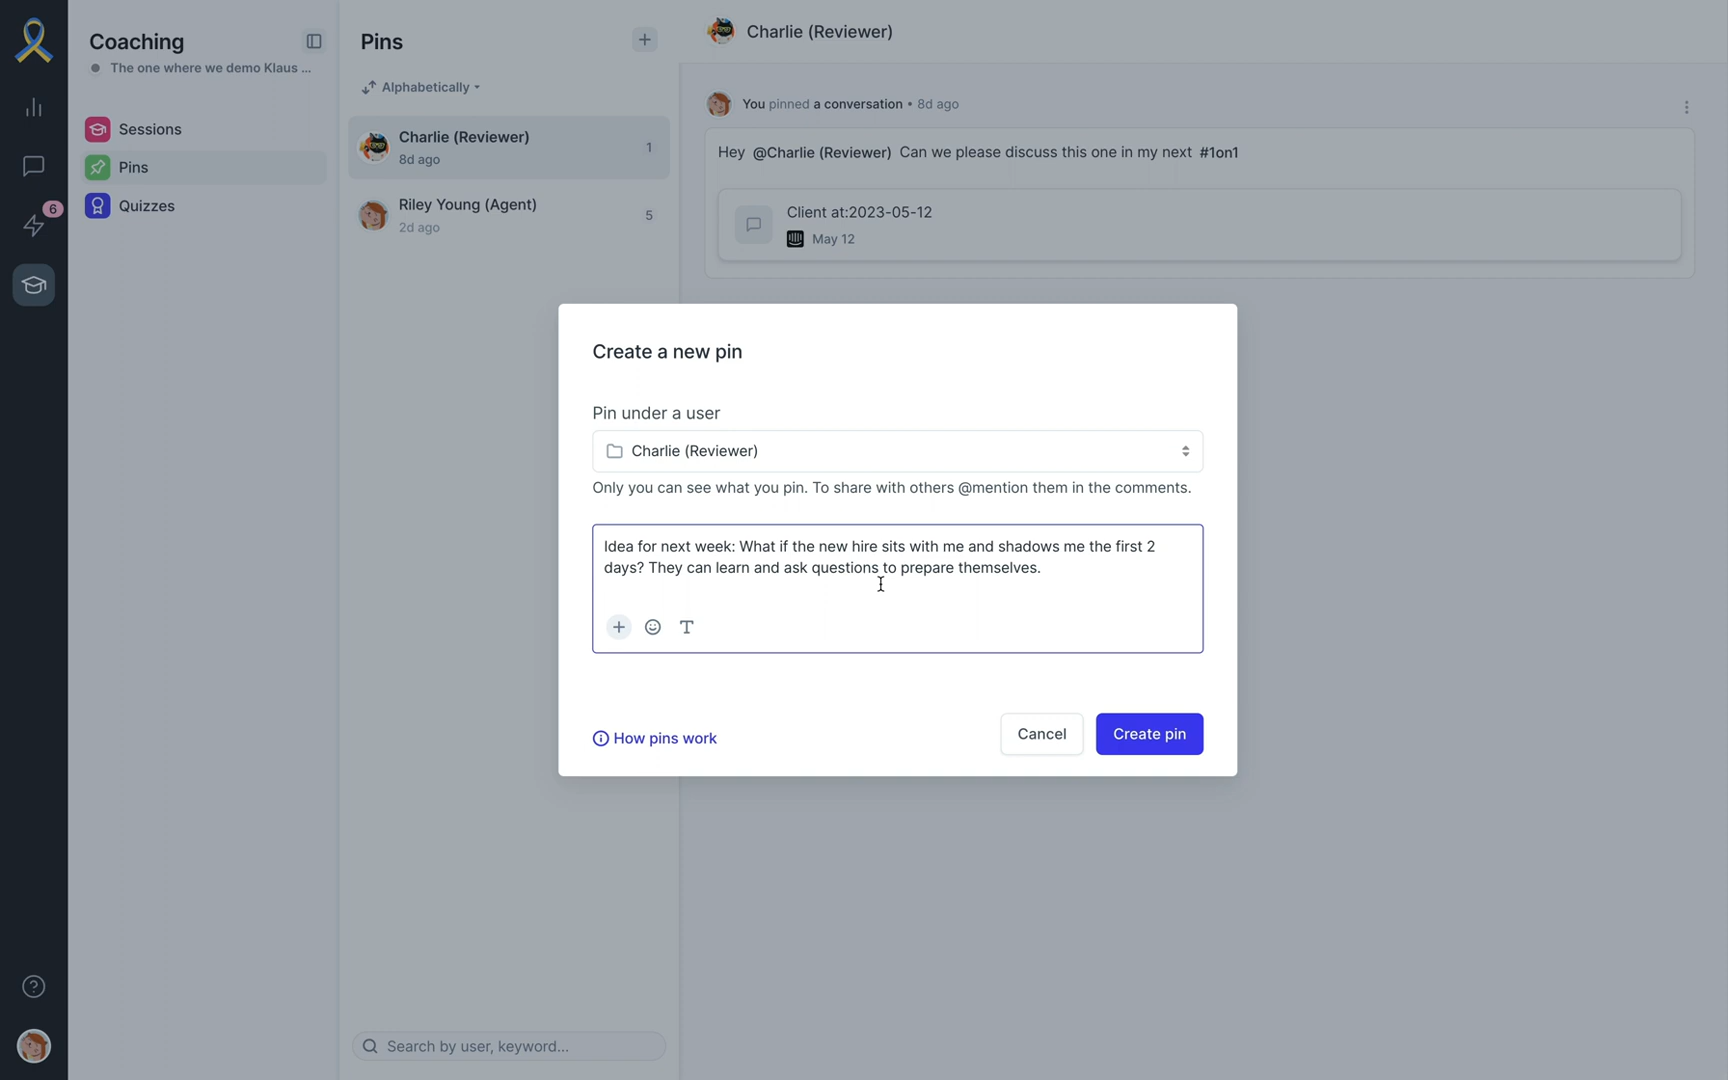 Coaching
The one where we demo Klaus ...
6
Sessions
Pins
Quizzes
Pins
Alphabetically
Charlie (Reviewer)
8d ago
1
Riley Young (Agent)
2d ago
5
Search by user, keyword...
Charlie (Reviewer)
You pinned a conversation • 8d ago
Hey @Charlie (Reviewer) Can we please discuss this one in my next #1on1
Client at:2023-05-12
May 12
Create a new pin
Pin under a user
Charlie (Reviewer)
Only you can see what you pin. To share with others @mention them in the comments.
Idea for next week: What if the new hire sits with me and shadows me the first 2
days? They can learn and ask questions to prepare themselves.
How pins work
Cancel
Create pin